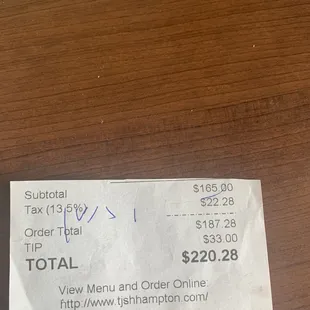 Subtotal $165.00
Tax (13.5%) $22.28
Order Total $187.28
TIP $33.00
TOTAL $220.28
View Menu and Order Online:
http://www.tjshhampton.com/